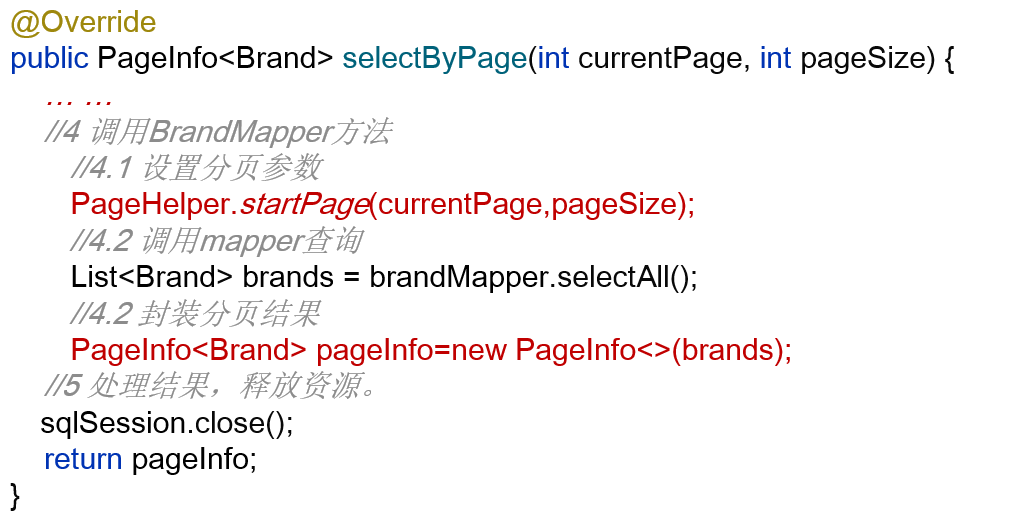 @Override
public PageInfo<Brand> selectByPage(int currentPage, int pageSize) {
... ...
//4 调用BrandMapper方法
//4.1 设置分页参数
PageHelper.startPage(currentPage,pageSize);
//4.2 调用mapper查询
List<Brand> brands = brandMapper.selectAll();
//4.2 封装分页结果
PageInfo<Brand> pageInfo=new PageInfo<>(brands);
//5 处理结果，释放资源。
sqlSession.close();
return pageInfo;
}